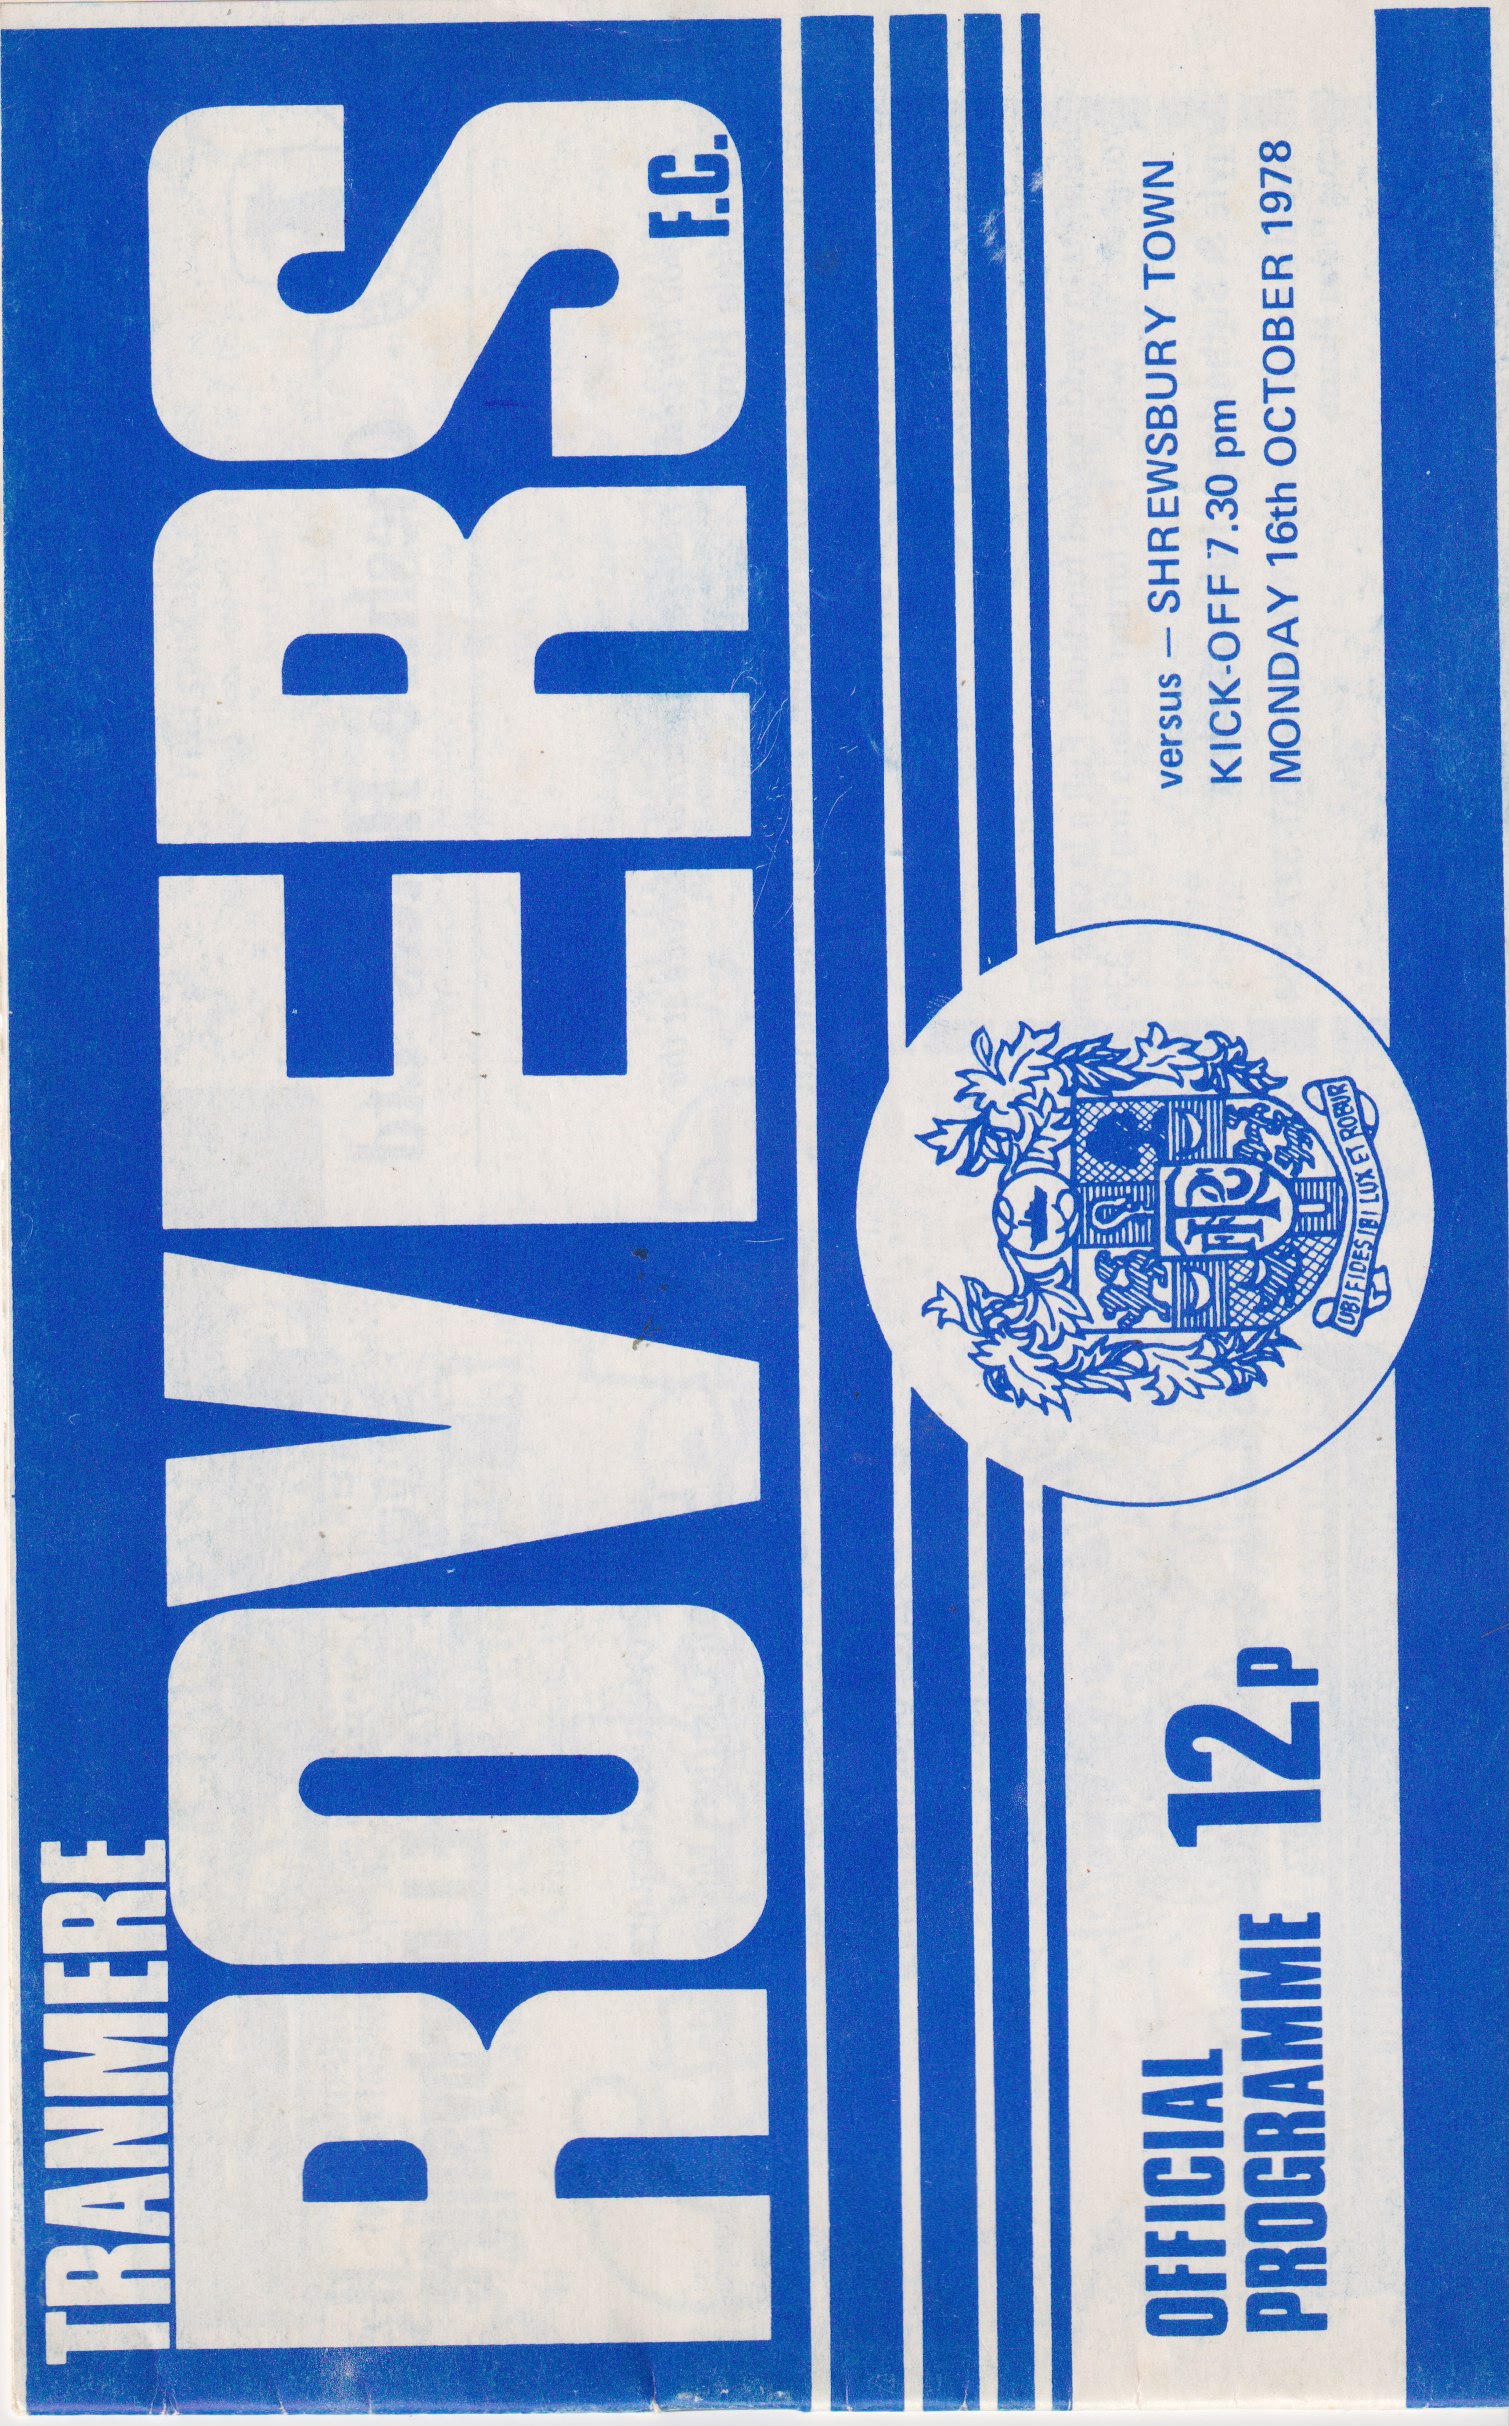 TRANMERE
ROVERS
F.C.
OFFICIAL
PROGRAMME 12p
UBI FIDES IBI LUX ET ROBUR
TRFC
versus – SHREWSBURY TOWN
KICK-OFF 7.30 pm
MONDAY 16th OCTOBER 1978